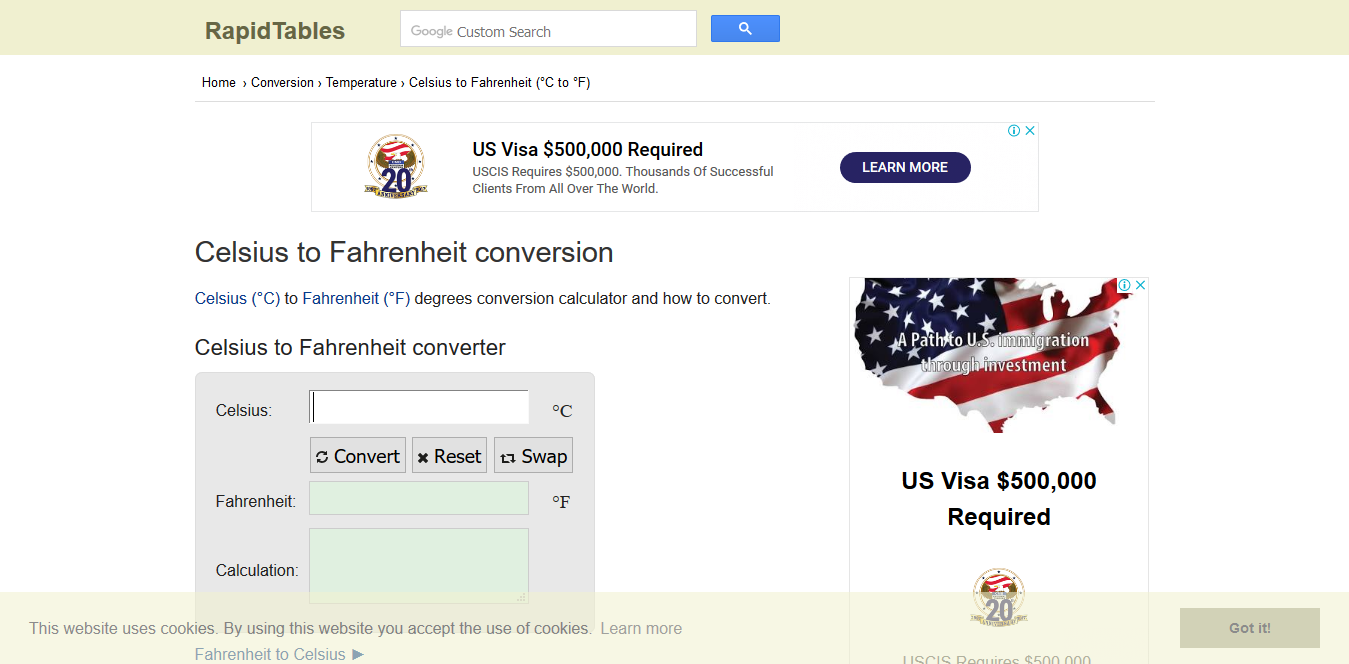 RapidTables
Google Custom Search
Home › Conversion › Temperature › Celsius to Fahrenheit (°C to °F)
US Visa $500,000 Required
USCIS Requires $500,000. Thousands Of Successful
Clients From All Over The World.
LEARN MORE
20
ANNIVERSARY
Celsius to Fahrenheit conversion
Celsius (°C) to Fahrenheit (°F) degrees conversion calculator and how to convert.
Celsius to Fahrenheit converter
Celsius:
°C
Convert
Reset
Swap
Fahrenheit:
°F
Calculation:
A Path to U.S. immigration
through investment
US Visa $500,000
Required
20
USCIS Requires $500,000
This website uses cookies. By using this website you accept the use of cookies. Learn more
Got it!
Fahrenheit to Celsius ►